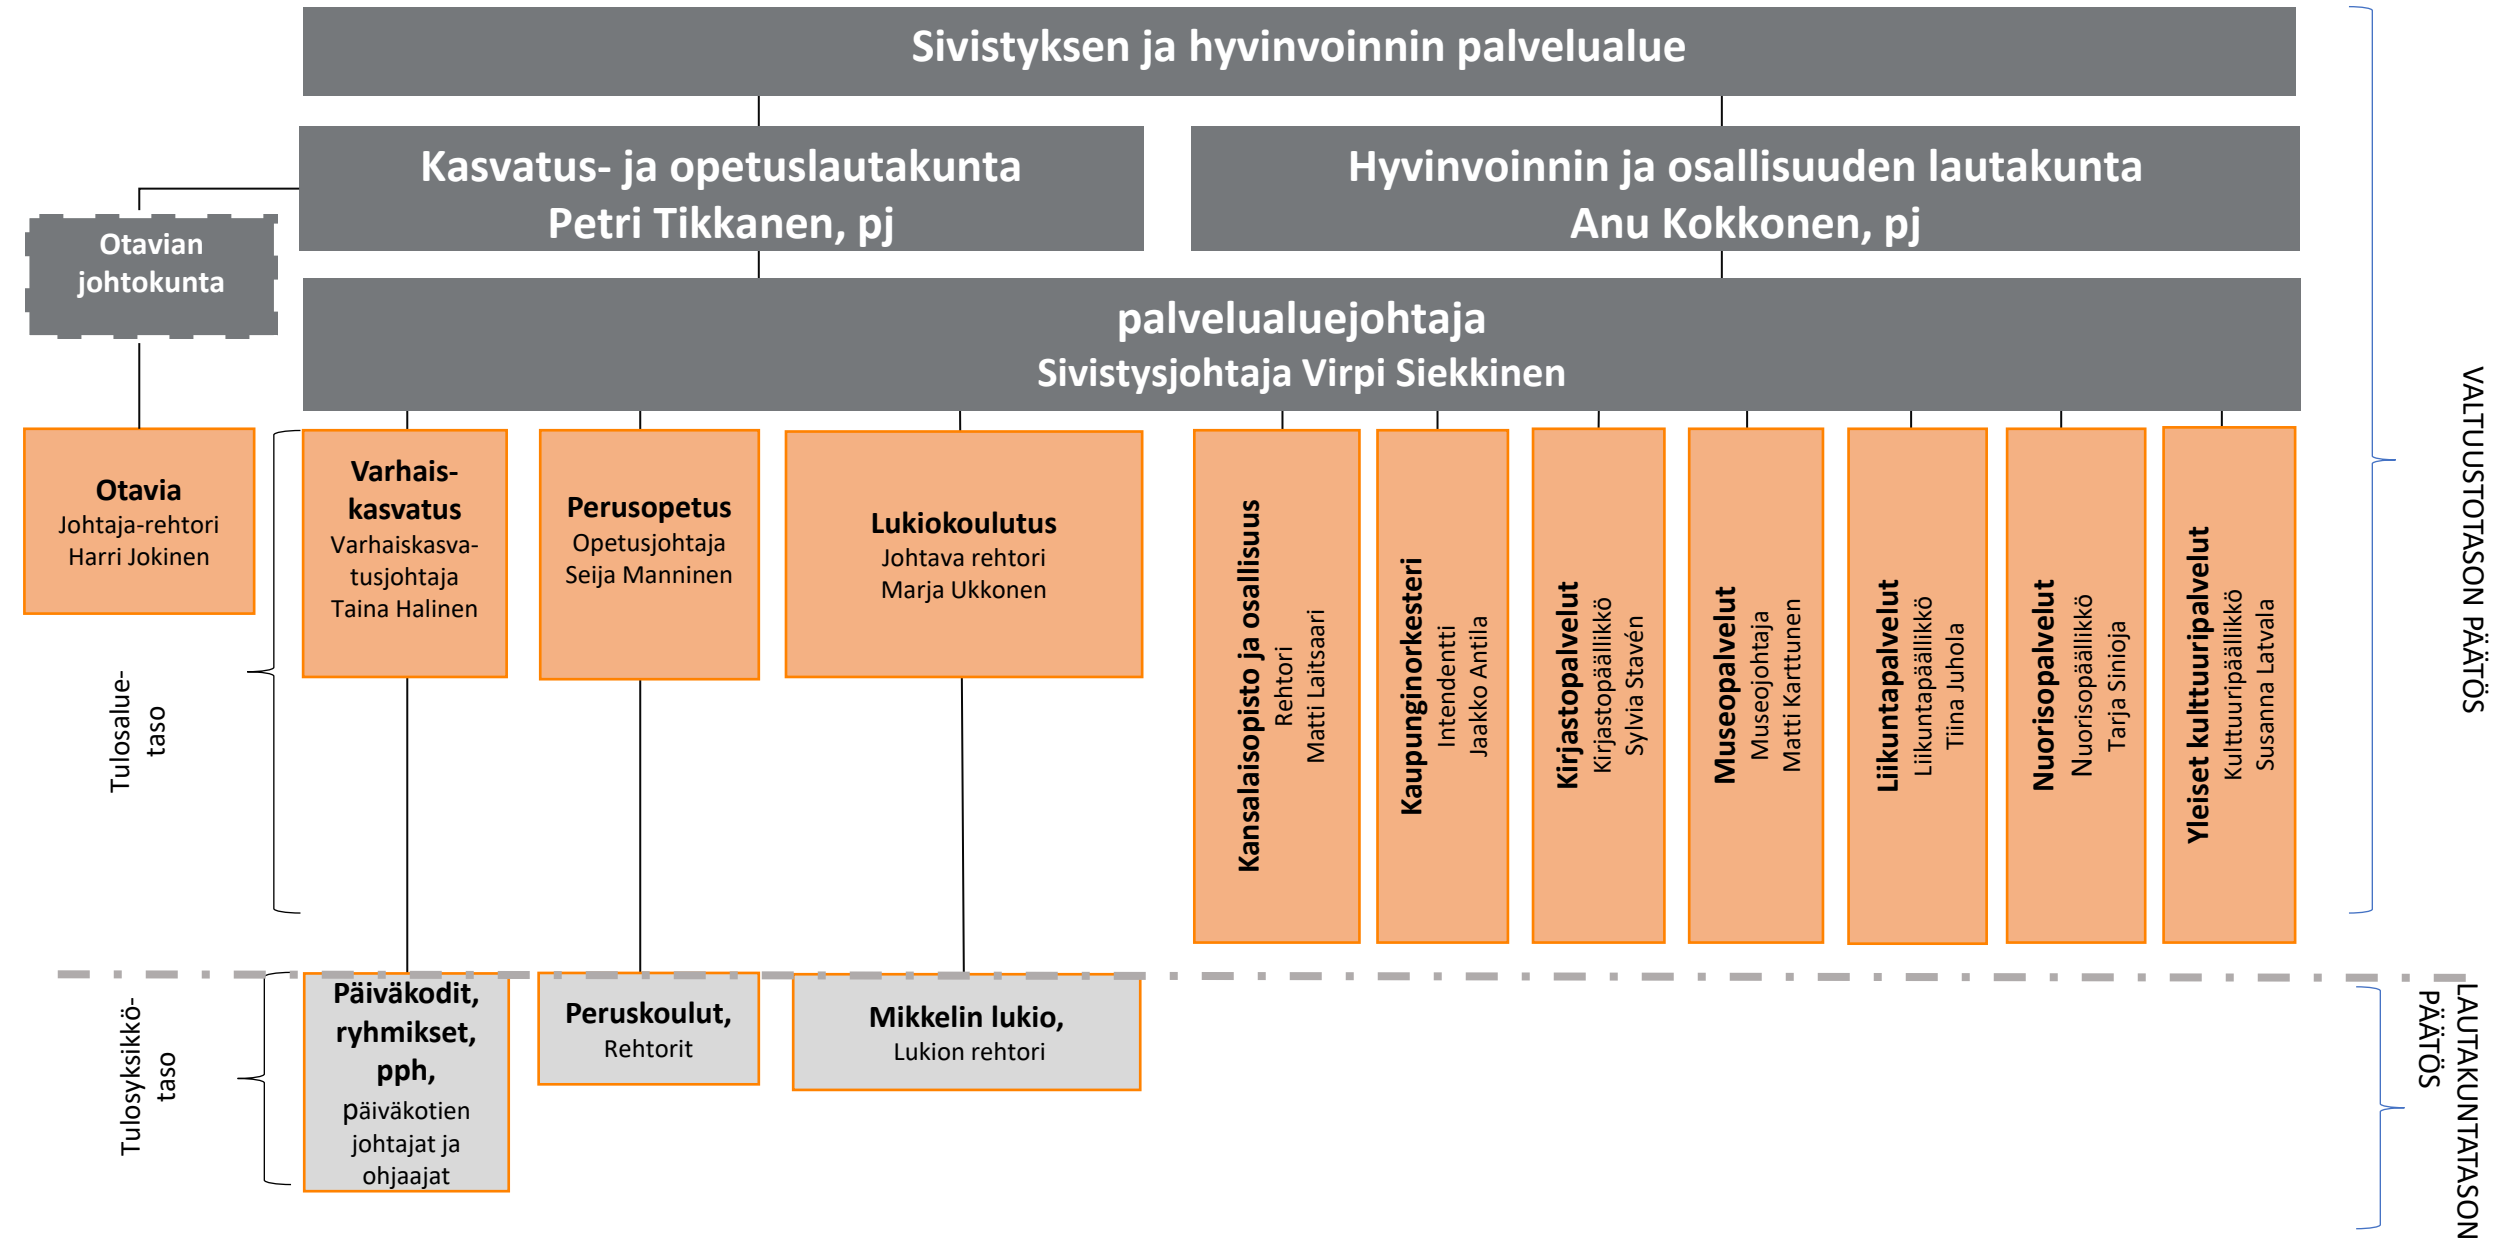 Sivistyksen ja hyvinvoinnin palvelualue
Kasvatus- ja opetuslautakunta
Petri Tikkanen, pj
Hyvinvoinnin ja osallisuuden lautakunta
Anu Kokkonen, pj
Otavian
johtokunta
palvelualuejohtaja
Sivistysjohtaja Virpi Siekkinen
Otavia
Johtaja-rehtori
Harri Jokinen
Varhais-
kasvatus
Varhaiskasva-
tusjohtaja
Taina Halinen
Perusopetus
Opetusjohtaja
Seija Manninen
Lukiokoulutus
Johtava rehtori
Marja Ukkonen
Kansalaisopisto ja osallisuus
Rehtori
Matti Laitsaari
Kaupunginorkesteri
Intendentti
Jaakko Antila
Kirjastopalvelut
Kirjastopäällikkö
Sylvia Stavén
Museopalvelut
Museojohtaja
Matti Karttunen
Liikuntapalvelut
Liikuntapäällikkö
Tiina Juhola
Nuorisopalvelut
Nuorisopäällikkö
Tarja Sinioja
Yleiset kulttuuripalvelut
Kulttuuripäällikkö
Susanna Latvala
VALTUUSTOTASON PÄÄTÖS
Tulosalue-
taso
Tulosyksikkö-
taso
Päiväkodit,
ryhmikset,
pph,
päiväkotien
johtajat ja
ohjaajat
Peruskoulut,
Rehtorit
Mikkelin lukio,
Lukion rehtori
LAUTAKUNTATASON
PÄÄTÖS